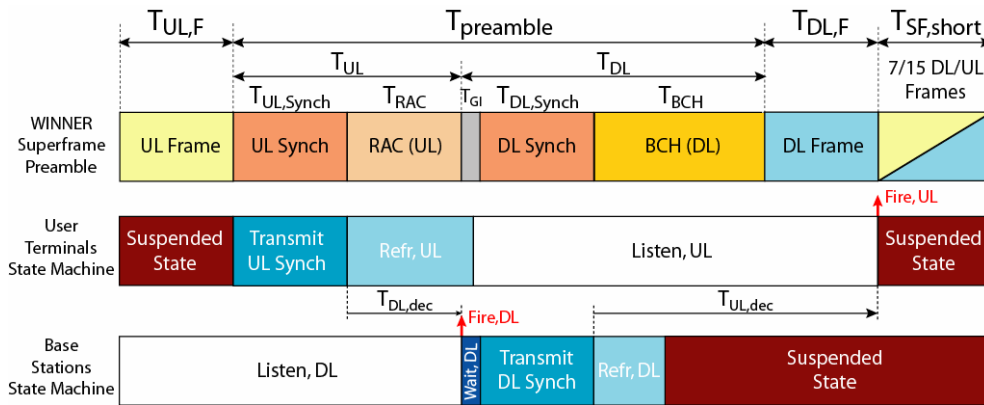 T_UL,F
T_preamble
T_DL,F
T_SF,short
T_UL
T_DL
7/15 DL/UL
Frames
T_UL,Synch
T_RAC
T_GI
T_DL,Synch
T_BCH
WINNER
Superframe
Preamble
UL Frame
UL Synch
RAC (UL)
DL Synch
BCH (DL)
DL Frame
Fire, UL
User
Terminals
State Machine
Suspended
State
Transmit
UL Synch
Refr, UL
Listen, UL
Suspended
State
T_DL,dec
T_UL,dec
Fire,DL
Base
Stations
State Machine
Listen, DL
Wait, DL
Transmit
DL Synch
Refr, DL
Suspended
State